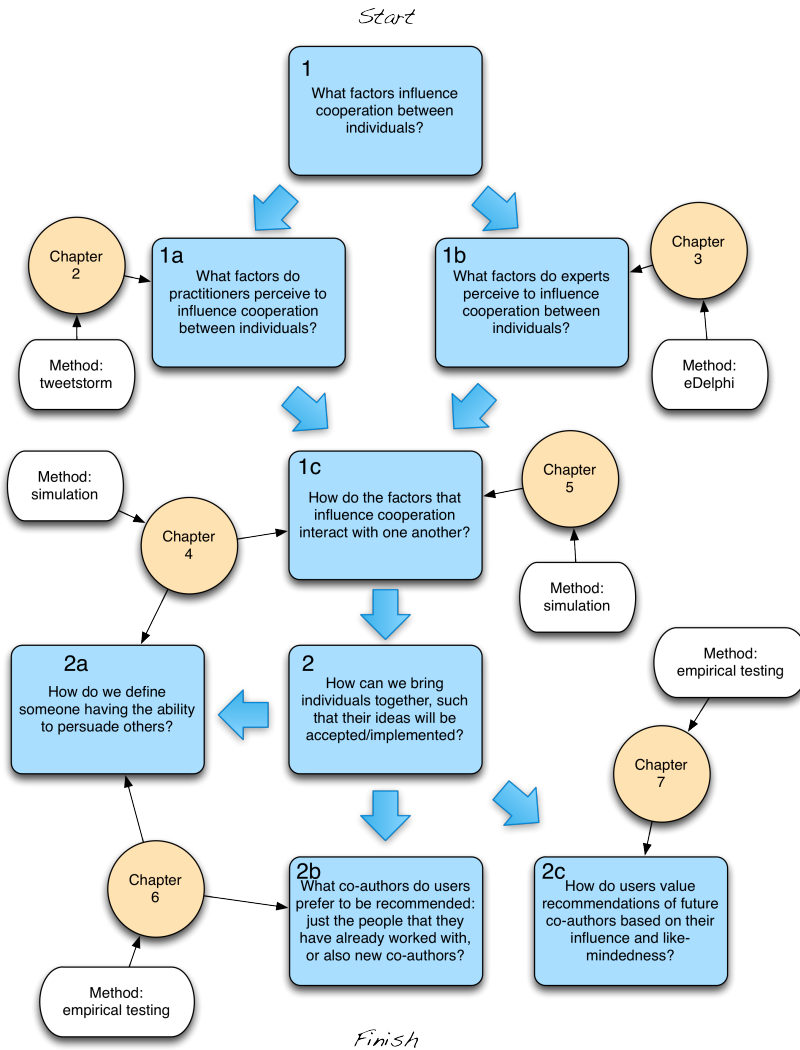 Start
1
What factors influence
cooperation between
individuals?
Chapter
2
1a
What factors do
practitioners perceive to
influence cooperation
between individuals?
1b
What factors do experts
perceive to influence
cooperation between
individuals?
Chapter
3
Method:
tweetstorm
Method:
eDelphi
Method:
simulation
Chapter
4
1c
How do the factors that
influence cooperation
interact with one another?
Chapter
5
Method:
simulation
2a
How do we define
someone having the ability
to persuade others?
2
How can we bring
individuals together, such
that their ideas will be
accepted/implemented?
Method:
empirical testing
Chapter
7
Chapter
6
2b
What co-authors do users
prefer to be recommended:
just the people that they
have already worked with,
or also new co-authors?
2c
How do users value
recommendations of future
co-authors based on their
influence and like-
mindedness?
Method:
empirical testing
Finish